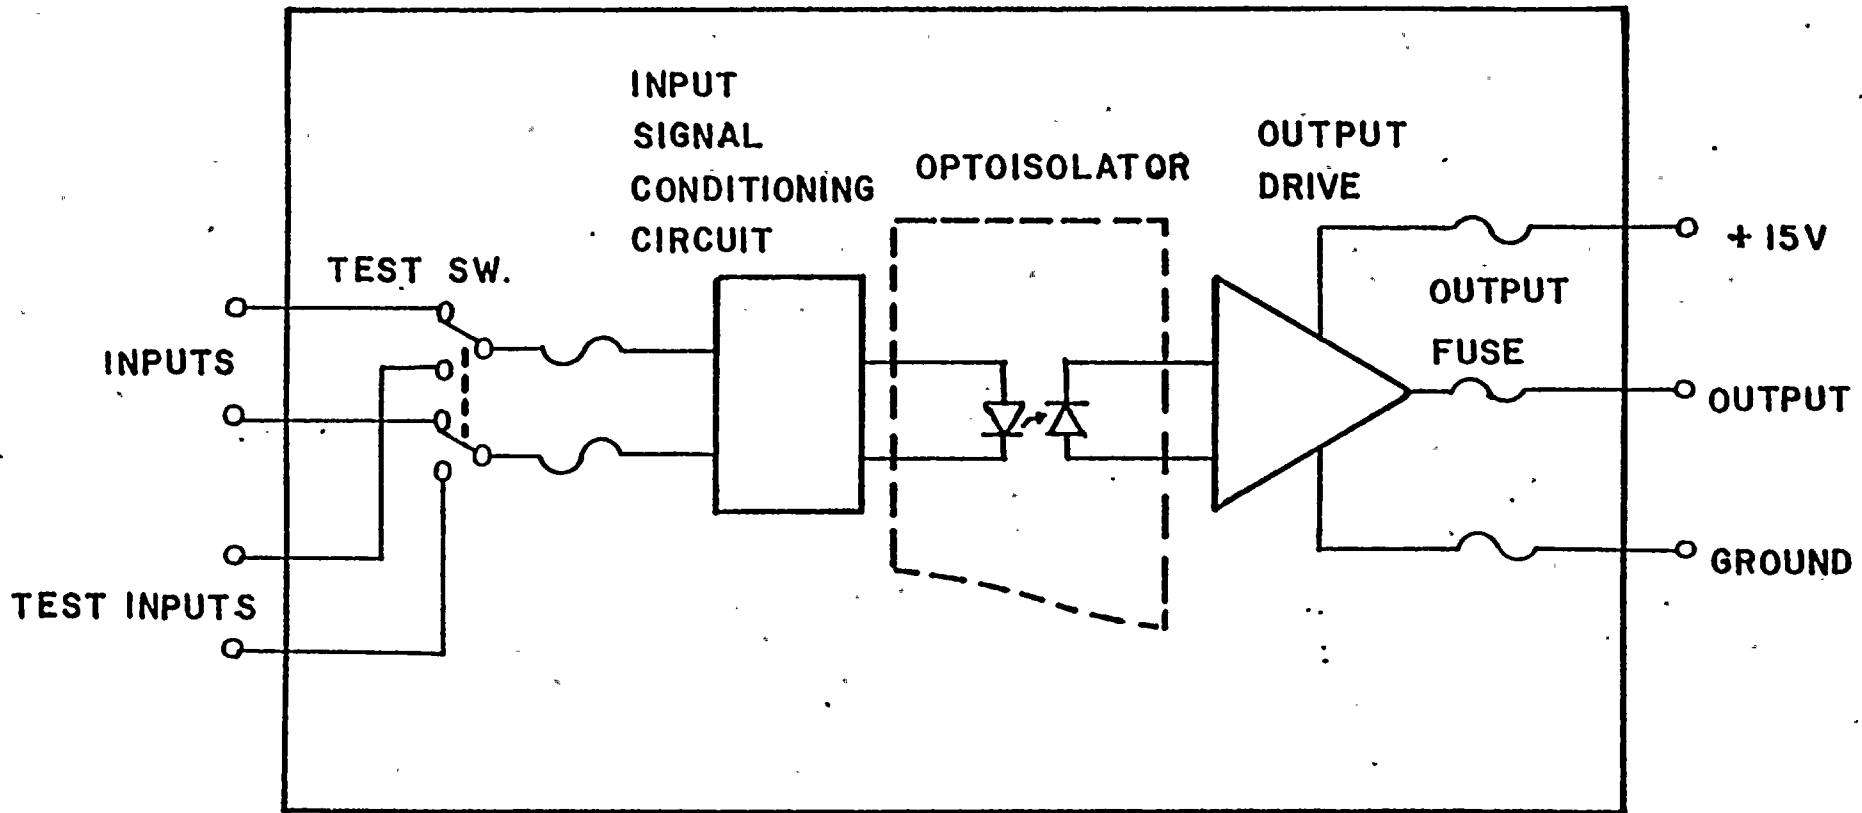 INPUT
SIGNAL
CONDITIONING
CIRCUIT
OPTOISOLATOR
OUTPUT
DRIVE
+15V
TEST SW.
OUTPUT
FUSE
INPUTS
OUTPUT
GROUND
TEST INPUTS